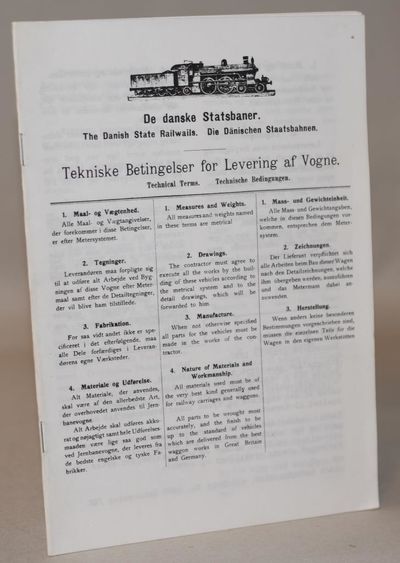 De danske Statsbaner.
The Danish State Railwails. Die Dänischen Staatsbahnen.
Tekniske Betingelser for Levering af Vogne.
Technical Terms. Technische Bedingungen.
1. Maal- og Vægtenhed.
Alle Maal- og Vægtangivelser,
der forekommer i disse Betingelser,
er efter Metersystemet.
2. Tegninger.
Leverandøren maa forpligte sig
til at udføre alt Arbejde ved Byg-
ningen af disse Vogne efter Meter-
maal samt efter de Detailtegninger,
der vil blive ham tilstillede.
3. Fabrikation.
For saa vidt andet ikke er spe-
cificeret i det efterfølgende, maa
alle Dele forfærdiges i Leveran-
dørens egne Værksteder.
4. Materiale og Udførelse.
Alt Materiale, der anvendes,
skal være af den allerbedste Art,
der overhovedet anvendes til Jern-
banevogne.
Alt Arbejde skal udføres akku-
rat og nøjagtigt samt hele Udførelses-
maaden være lige saa god som
ved Jernbanevogne, der leveres fra
de bedste engelske og tyske Fa-
brikker.
1. Measures and Weights.
All measures and weights named
in these terms are metrical
2. Drawings.
The contractor must agree to
execute all the works by the buil-
ding of these vehicles according to
the metrical system and to the
detail drawings, which will be
forwarded to him
3. Manufacture.
When not otherwise specified
all parts for the vehicles must be
made in the works of the con-
tractor.
4. Nature of Materials and
Workmanship.
All materials used must be of
the very best kind generally used
for railway carriages and waggons.
All parts to be wrought most
accurately, and the finish to be
up to the standard of vehicles
which are delivered from the best
waggon works in Great Britain
and Germany.
1. Mass- und Gewichtseinheit.
Alle Mass- und Gewichtangaben,
welche in diesen Bedingungen vor-
kommen, entsprechen dem Meter-
system.
2. Zeichnungen.
Der Lieferant verpflichtet sich
alle Arbeiten beim Bau dieser Wagen
nach den Detailzeichnungen, welche
ihm übergeben werden, auszuführen
und das Metermass dabei an-
zuwenden.
3. Herstellung.
Wenn anders keine besonderen
Bestimmungen vorgeschrieben sind,
müssen die einzelnen Teile für die
Wagen in den eigenen Werkstätten